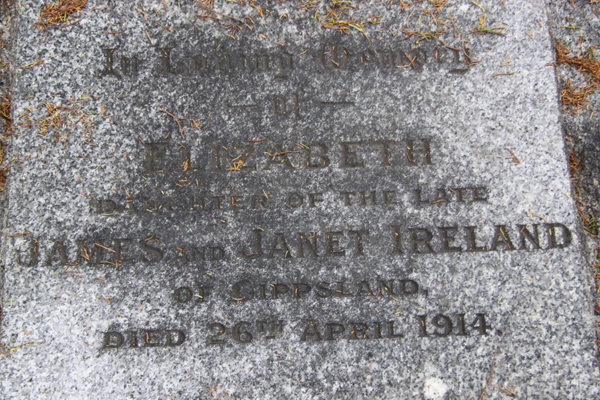 In Loving Memory
— of —
ELIZABETH
DAUGHTER OF THE LATE
JAMES AND JANET IRELAND
OF GIPPSLAND,
DIED 26TH APRIL 1914.